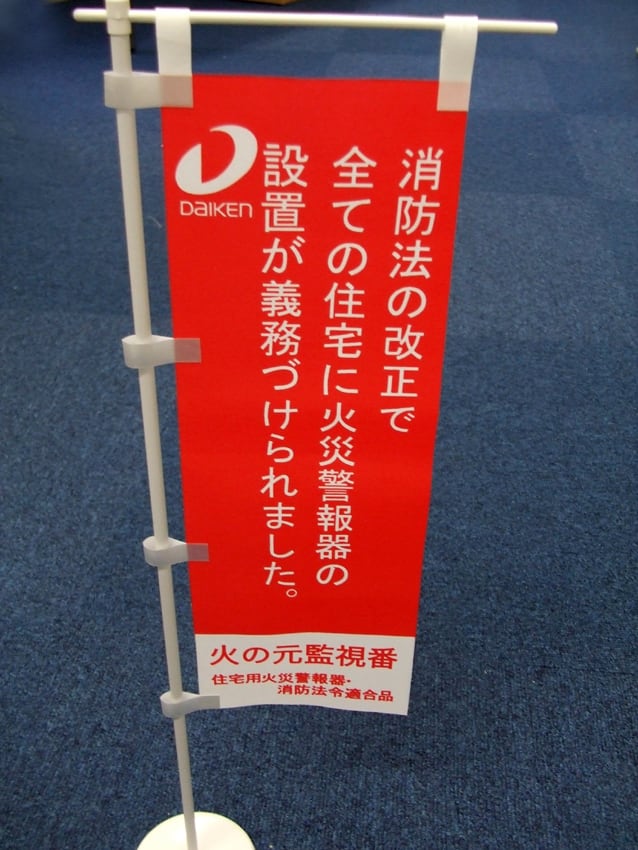 消防法の改正で
全ての住宅に火災警報器の
設置が義務づけられました。
DAIKEN
火の元監視番
住宅用火災警報器・
消防法令適合品